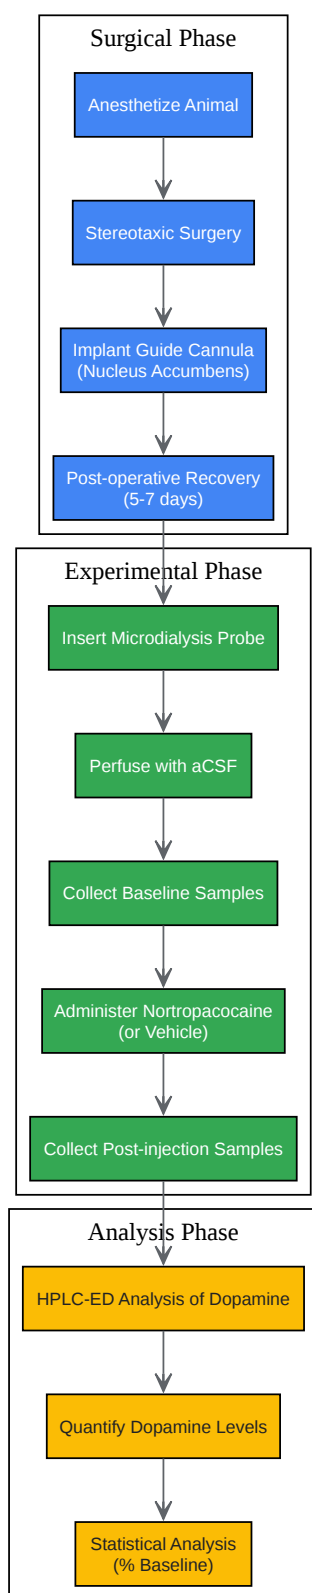 Surgical Phase
Anesthetize Animal
Stereotaxic Surgery
Implant Guide Cannula
(Nucleus Accumbens)
Post-operative Recovery
(5-7 days)
Experimental Phase
Insert Microdialysis Probe
Perfuse with aCSF
Collect Baseline Samples
Administer Nortropacocaine
(or Vehicle)
Collect Post-injection Samples
Analysis Phase
HPLC-ED Analysis of Dopamine
Quantify Dopamine Levels
Statistical Analysis
(% Baseline)